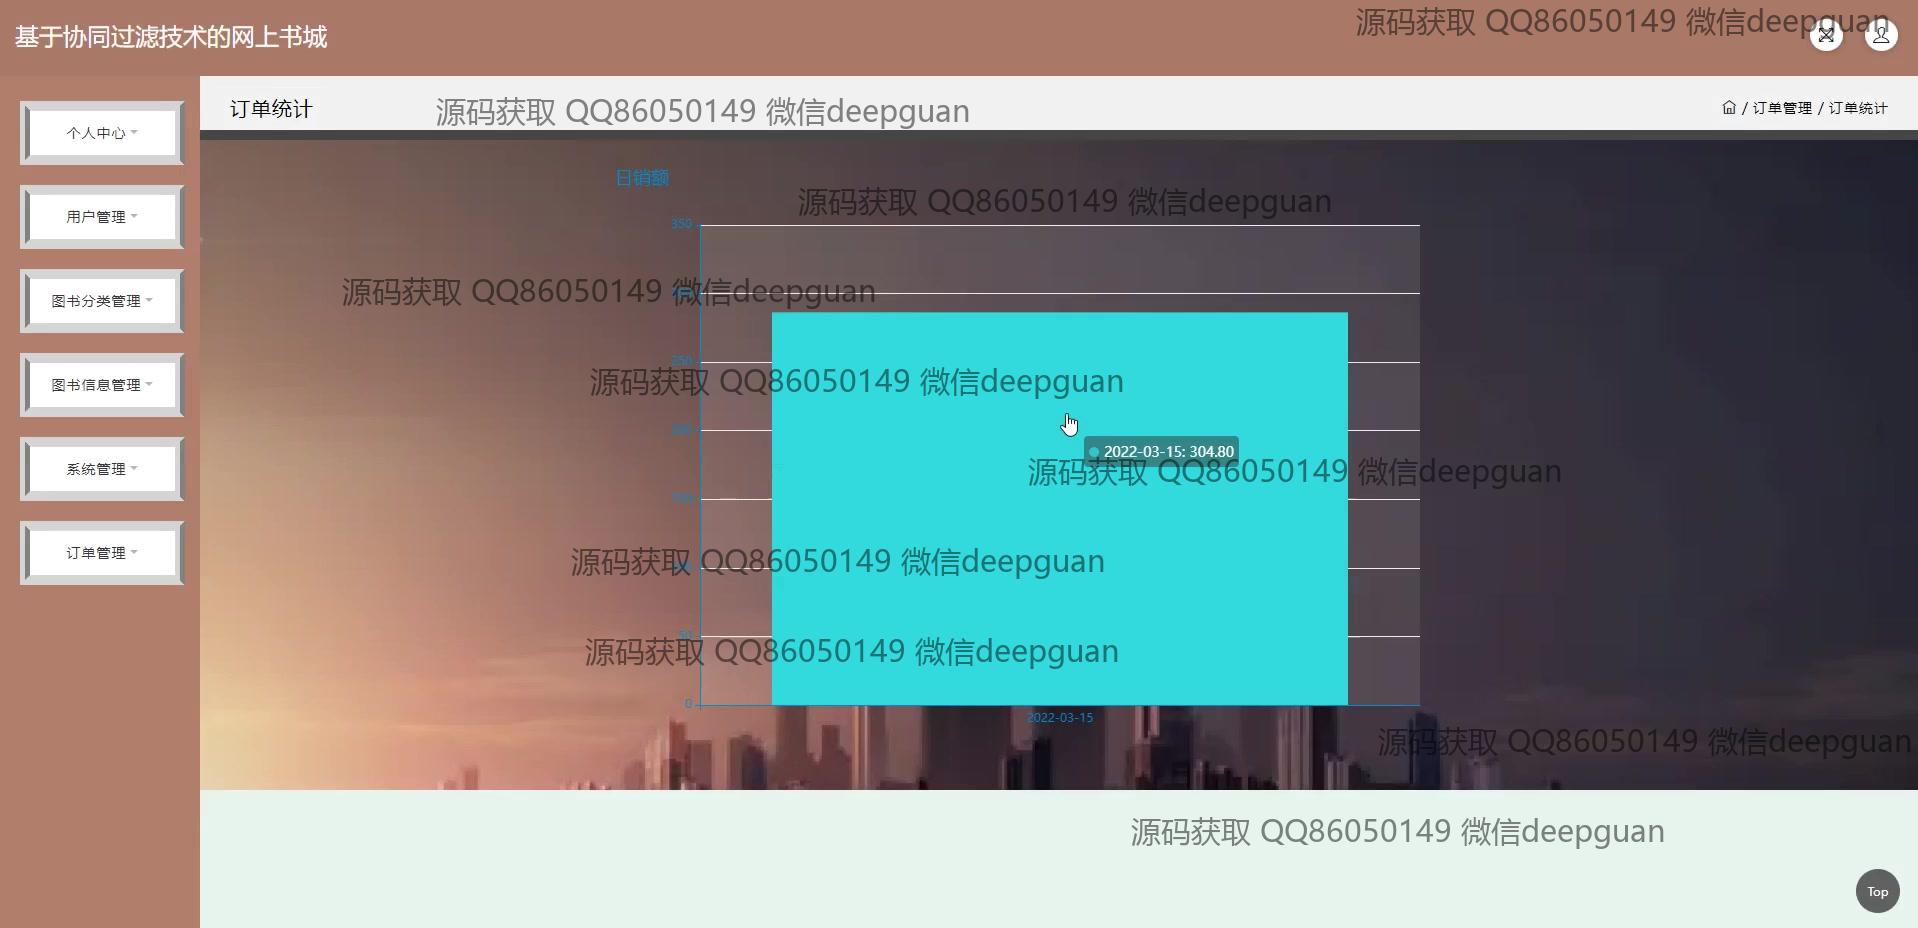 基于协同过滤技术的网上书城
源码获取 QQ86050149 微信deepguan
个人中心
用户管理
图书分类管理
图书信息管理
系统管理
订单管理
订单统计
源码获取 QQ86050149 微信deepguan
/ 订单管理 / 订单统计
日销额
源码获取 QQ86050149 微信deepguan
350
源码获取 QQ86050149 微信deepguan
250
源码获取 QQ86050149 微信deepguan
2022-03-15: 304.80
源码获取 QQ86050149 微信deepguan
源码获取 QQ86050149 微信deepguan
50
源码获取 QQ86050149 微信deepguan
0
2022-03-15
源码获取 QQ86050149 微信deepguan
源码获取 QQ86050149 微信deepguan
Top